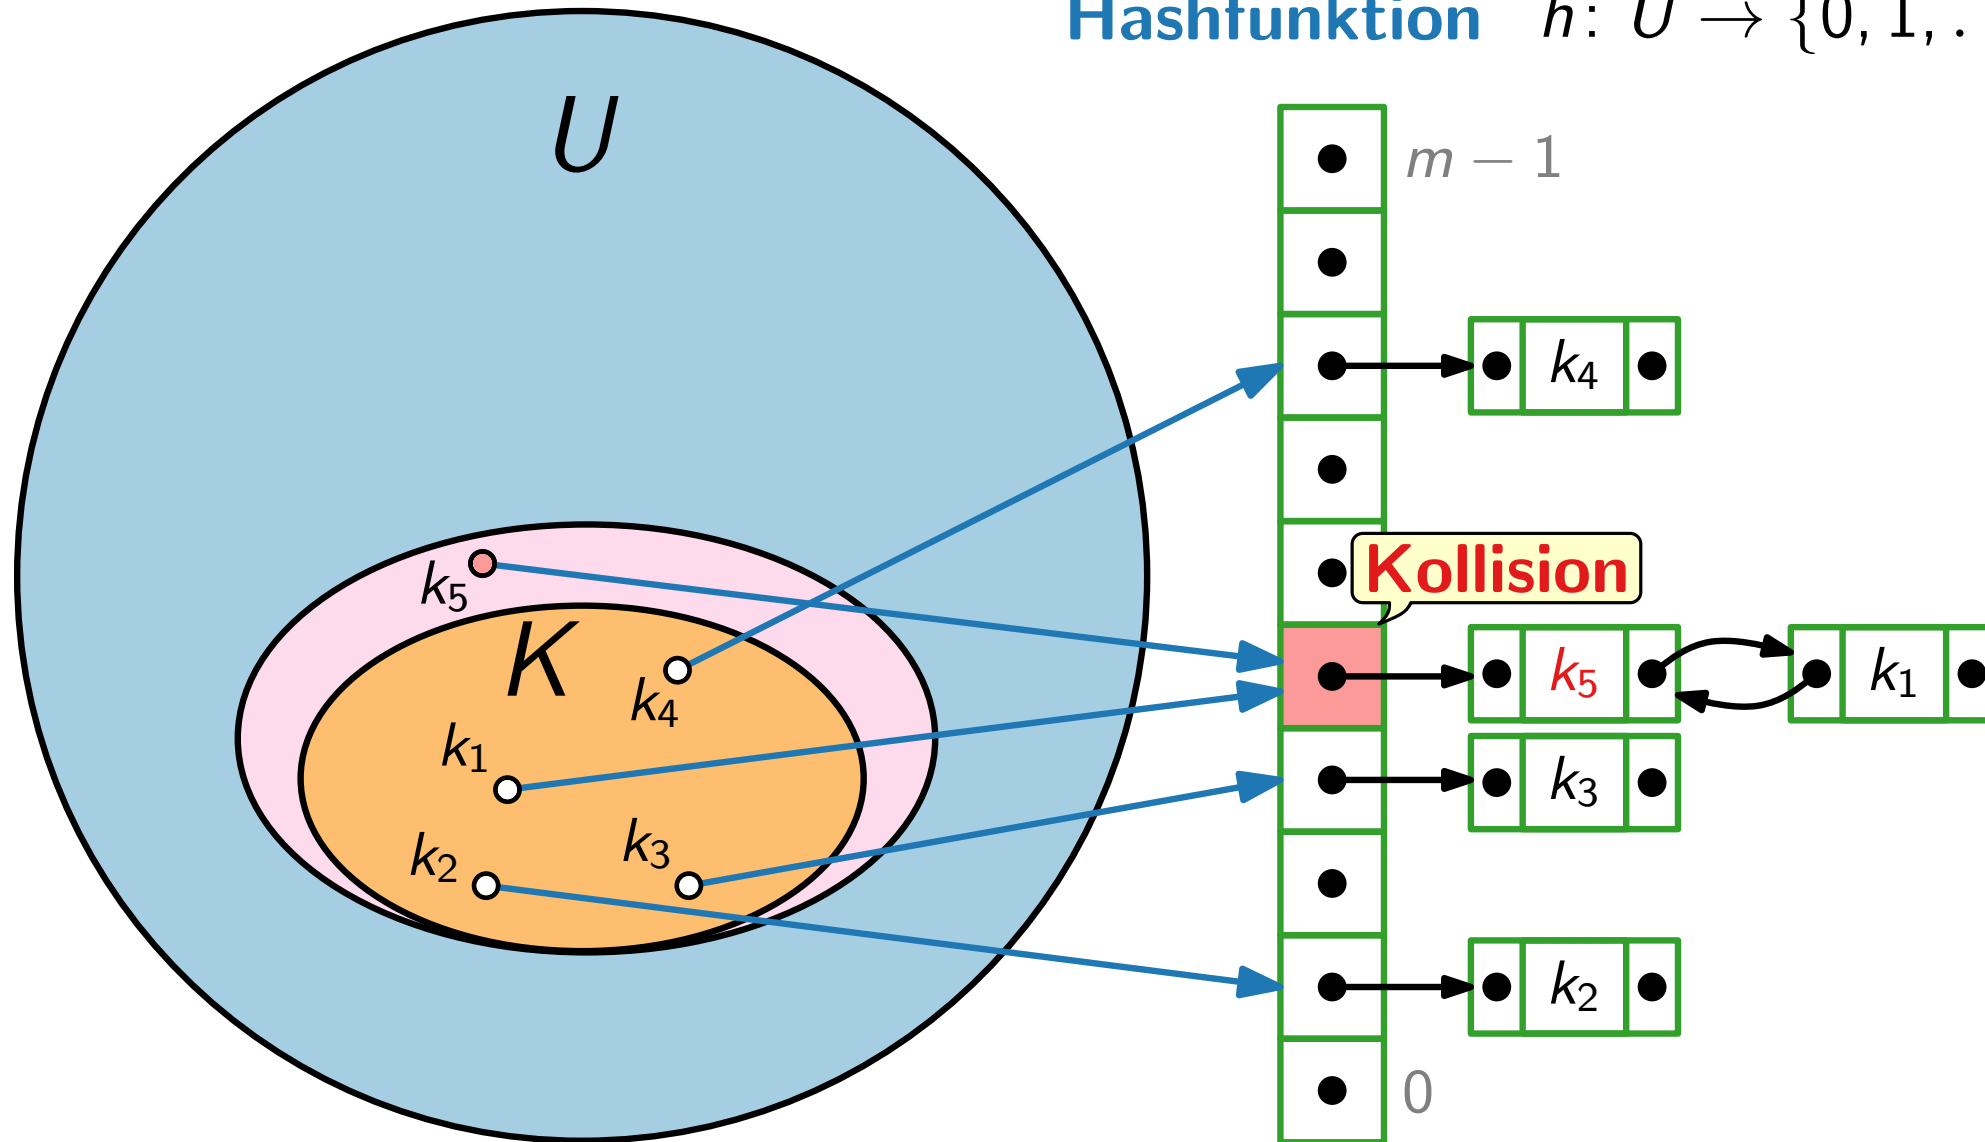 Hashfunktion h: U → {0, 1, .
U
m − 1
k4
Kollision
k5
K
k4
k5
k1
k1
k3
k2
k3
k2
0